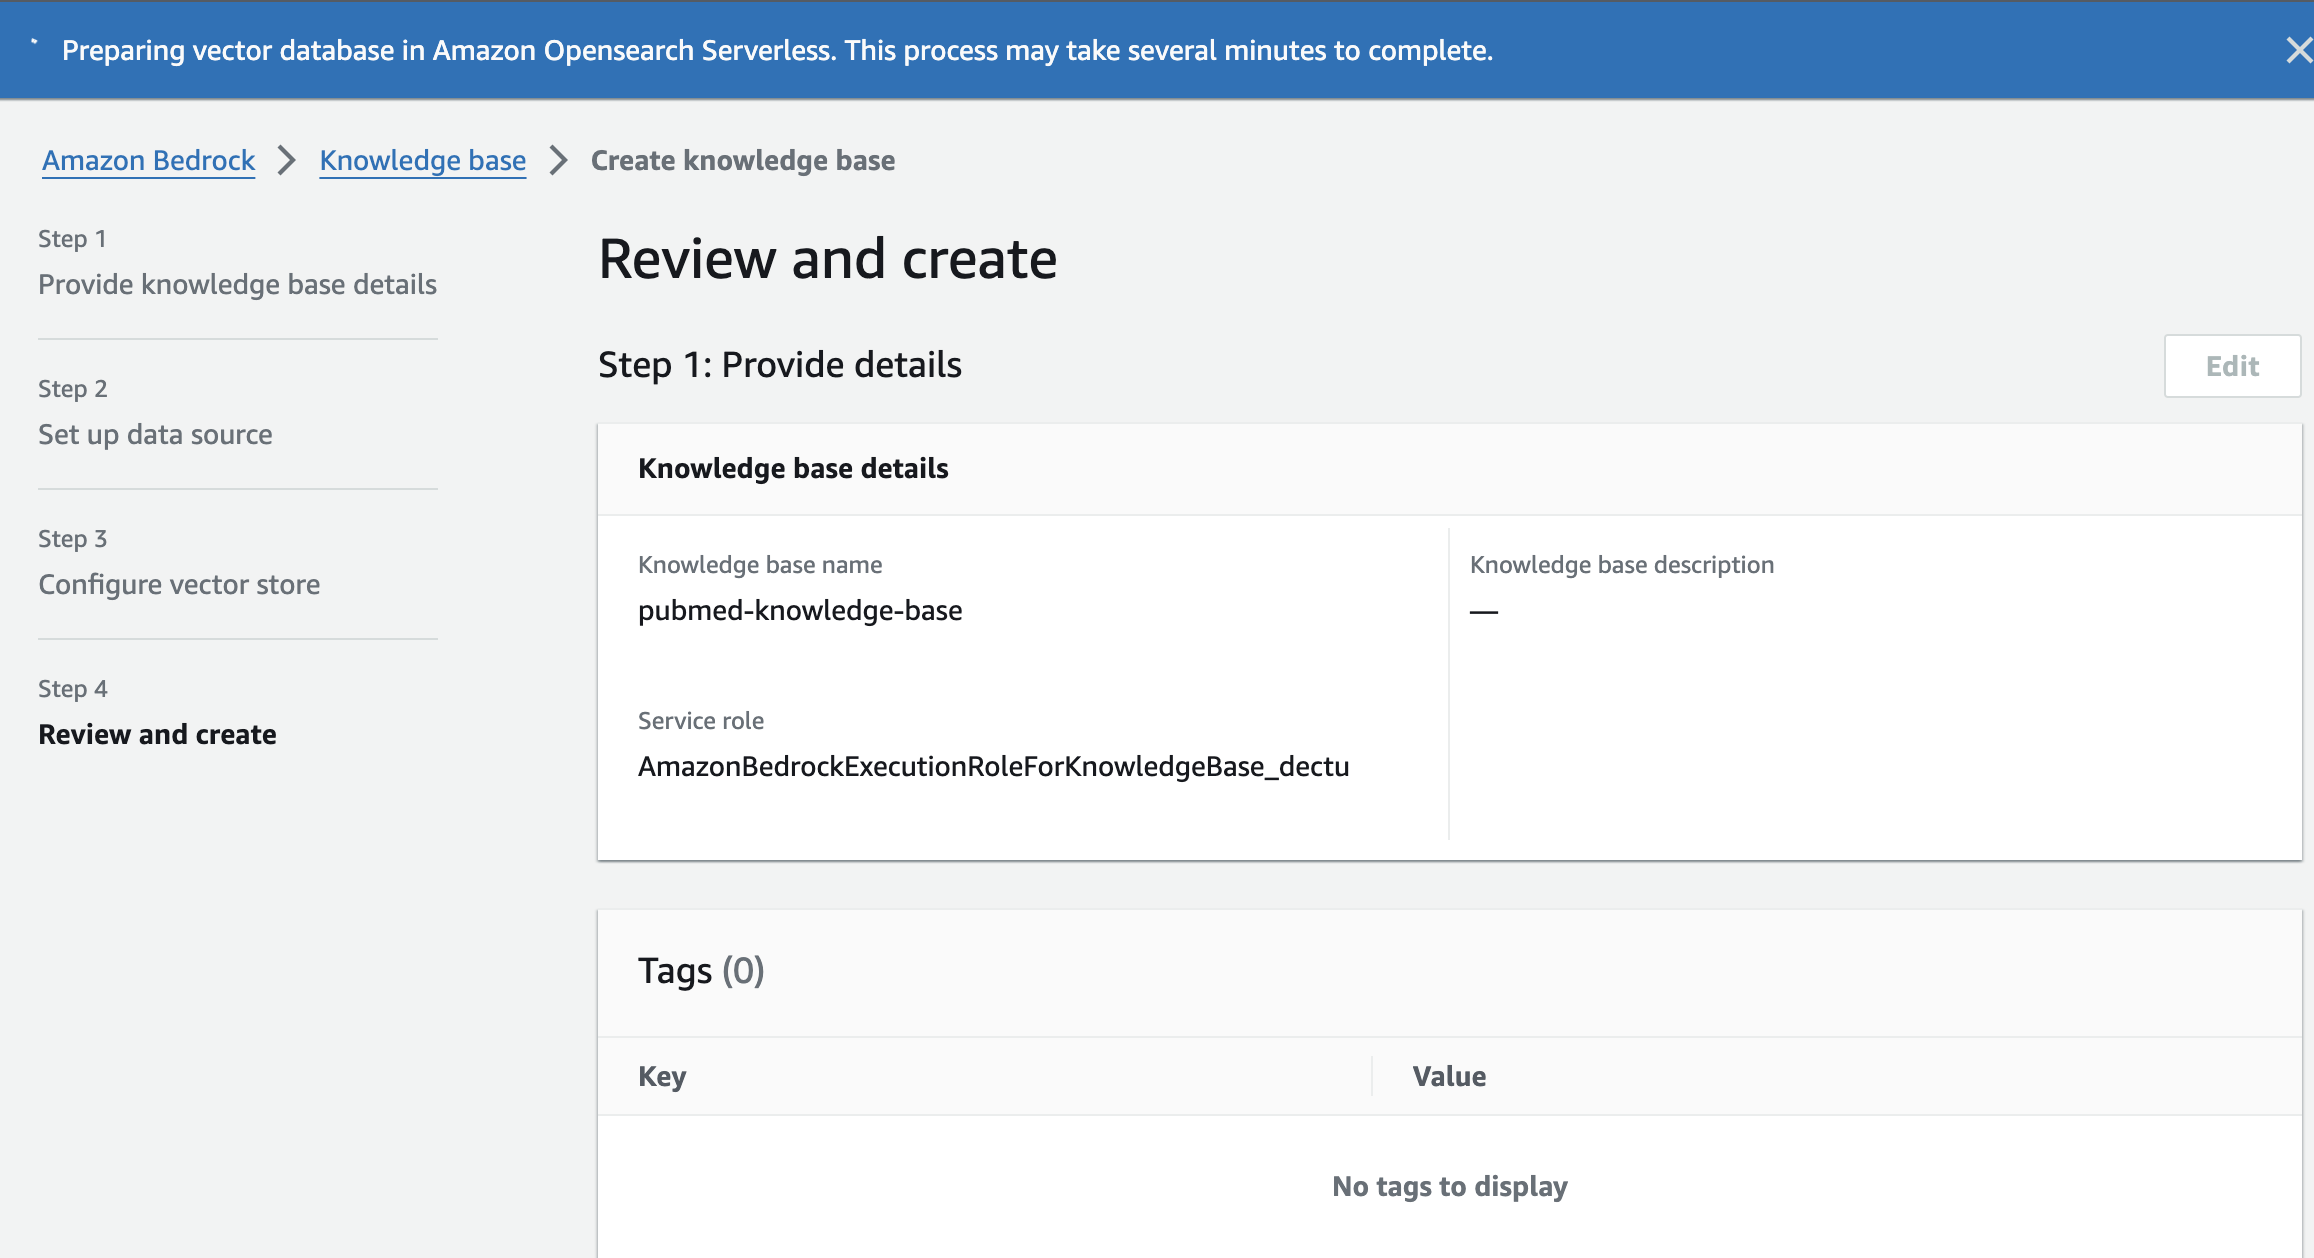 Preparing vector database in Amazon Opensearch Serverless. This process may take several minutes to complete.
Amazon Bedrock
Knowledge base
Create knowledge base
Step 1
Provide knowledge base details
Step 2
Set up data source
Step 3
Configure vector store
Step 4
Review and create
Review and create
Step 1: Provide details
Edit
Knowledge base details
Knowledge base name
pubmed-knowledge-base
Knowledge base description
—
Service role
AmazonBedrockExecutionRoleForKnowledgeBase_dectu
Tags (0)
Key
Value
No tags to display